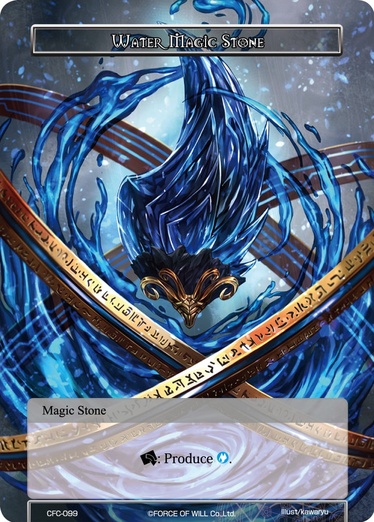 Water Magic Stone
Magic Stone
: Produce .
CFC-099 ©FORCE OF WILL Co.,Ltd. Illust/kawaryu